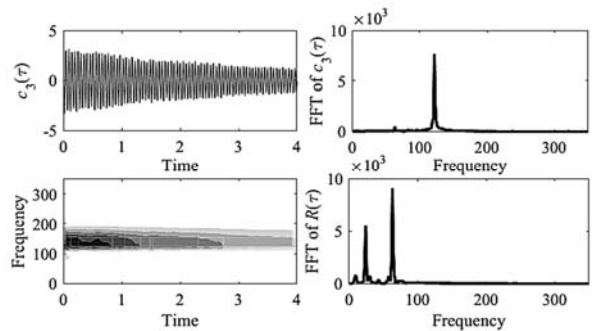 5
0
-5
c₃(τ)
0 1 2 3 4
Time
10 × 10³
5
0
FFT of c₃(τ)
0 100 200 300
Frequency
300
200
100
0
Frequency
0 1 2 3 4
Time
10 × 10³
5
0
FFT of R(τ)
0 100 200 300
Frequency